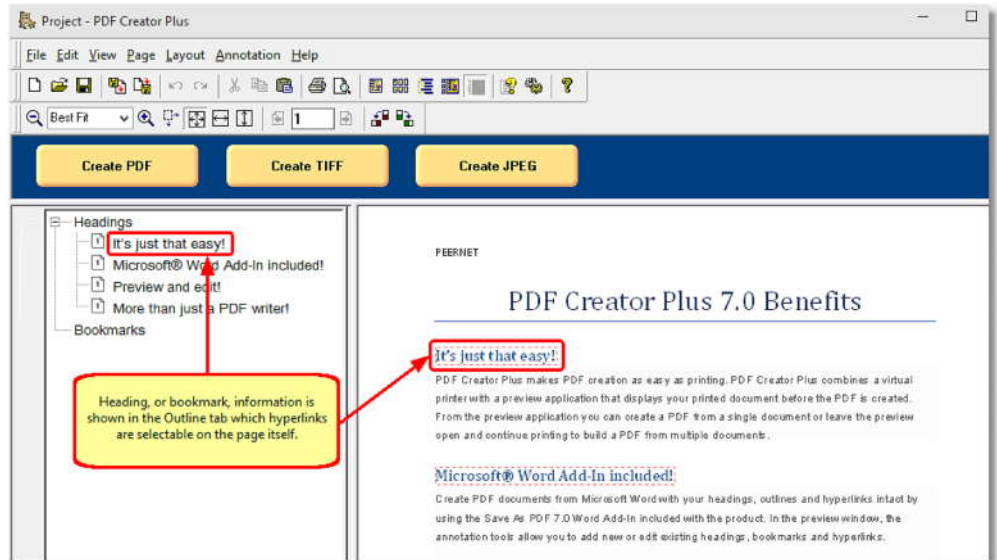 Project - PDF Creator Plus
File Edit View Page Layout Annotation Help
Best Fit
1
Create PDF
Create TIFF
Create JPEG
Headings
It's just that easy!
Microsoft® Word Add-In included!
Preview and edit!
More than just a PDF writer!
Bookmarks
Heading, or bookmark, information is
shown in the Outline tab which hyperlinks
are selectable on the page itself.
PEERNET
PDF Creator Plus 7.0 Benefits
It's just that easy!
PDF Creator Plus makes PDF creation as easy as printing. PDF Creator Plus combines a virtual
printer with a preview application that displays your printed document before the PDF is created.
From the preview application you can create a PDF from a single document or leave the preview
open and continue printing to build a PDF from multiple documents.
Microsoft® Word Add-In included!
Create PDF documents from Microsoft Word with your headings, outlines and hyperlinks intact by
using the Save As PDF 7.0 Word Add-In included with the product. In the preview window, the
annotation tools allow you to add new or edit existing headings, bookmarks and hyperlinks.